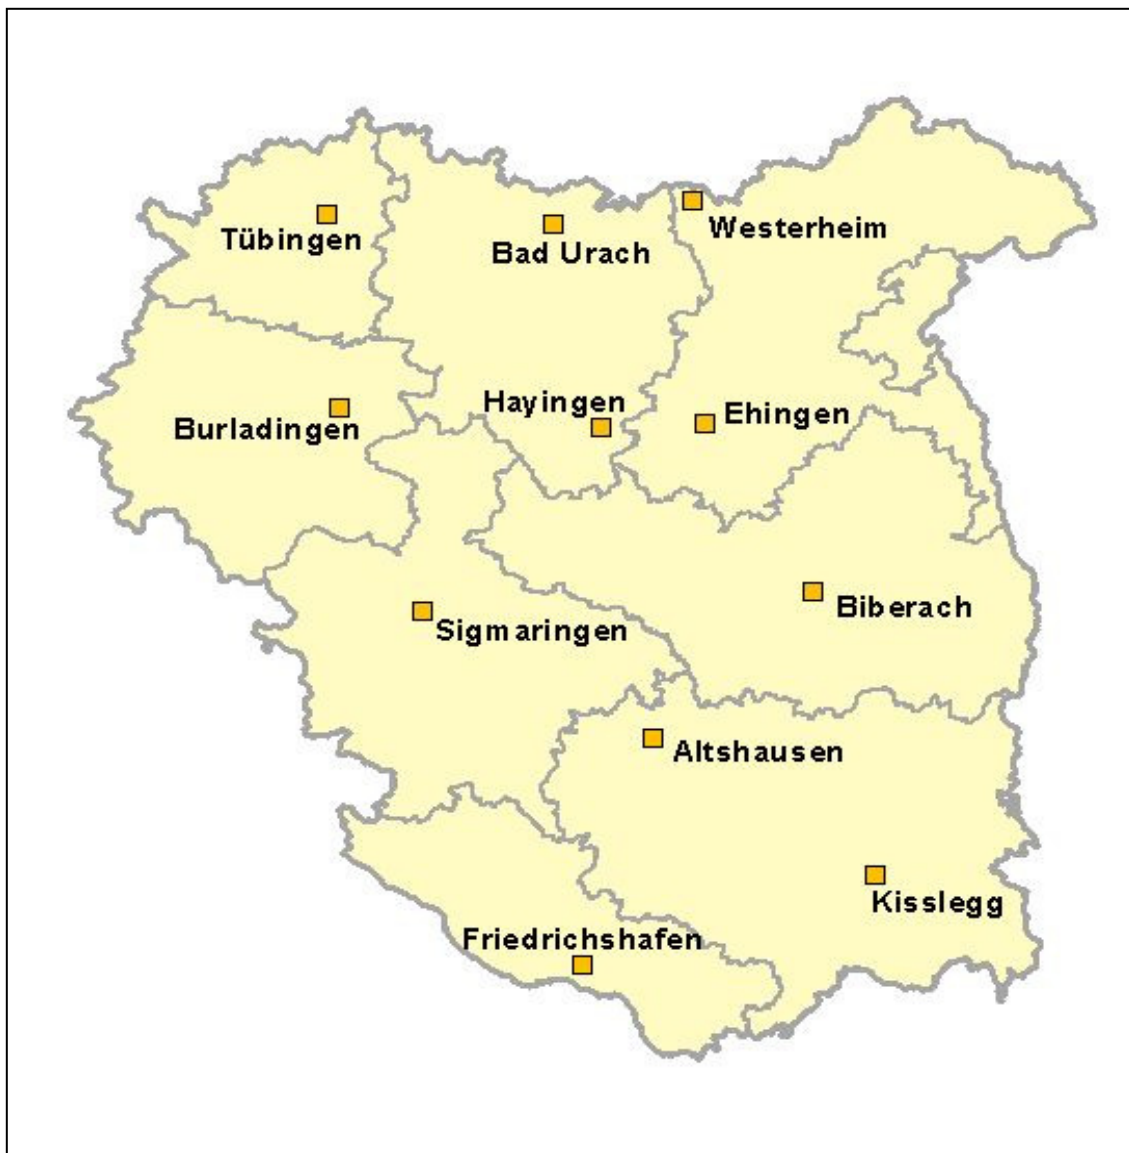 Westerheim
Tübingen
Bad Urach
Hayingen
Ehingen
Burladingen
Biberach
Sigmaringen
Altshausen
Kisslegg
Friedrichshafen